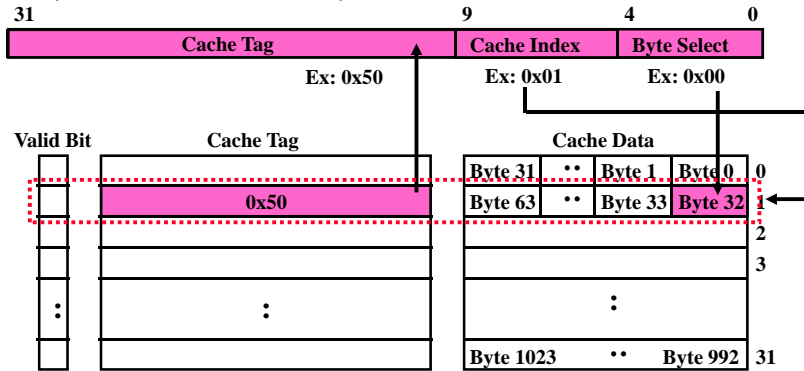 31 9 4 0
Cache Tag Cache Index Byte Select
Ex: 0x50 Ex: 0x01 Ex: 0x00
Valid Bit Cache Tag Cache Data
Byte 31 ·· Byte 1 Byte 0 0
0x50 Byte 63 ·· Byte 33 Byte 32 1
2
3
: : :
Byte 1023 ·· Byte 992 31